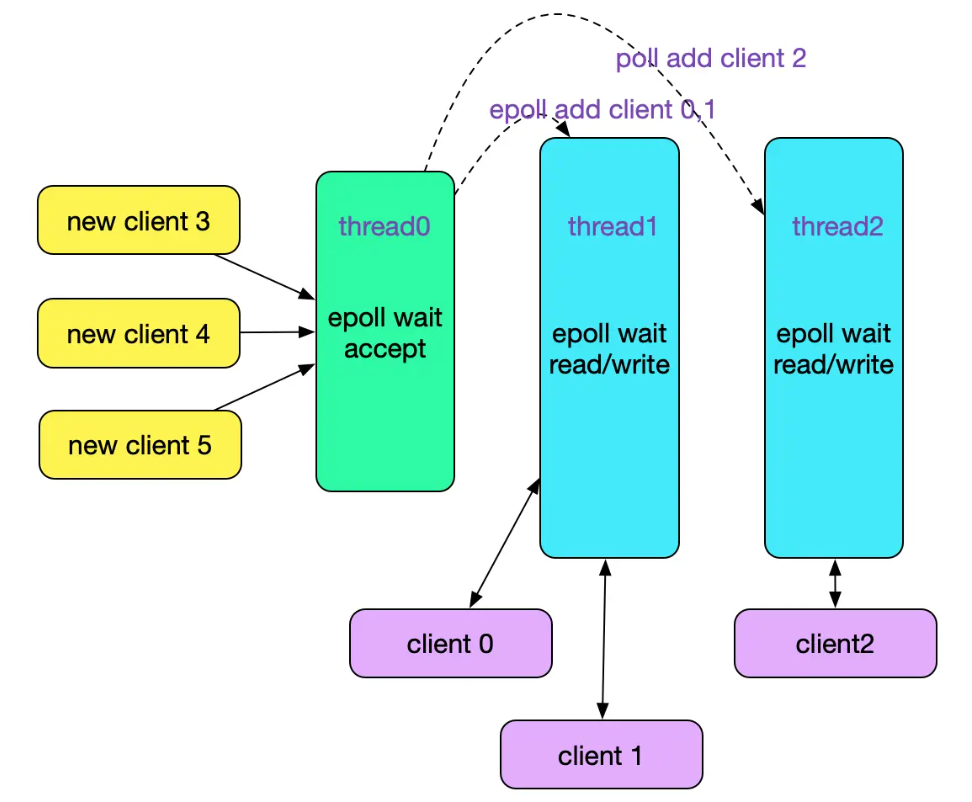 poll add client 2
epoll add client 0,1
new client 3
thread0
thread1
thread2
new client 4
epoll wait
accept
epoll wait
read/write
epoll wait
read/write
new client 5
client 0
client2
client 1